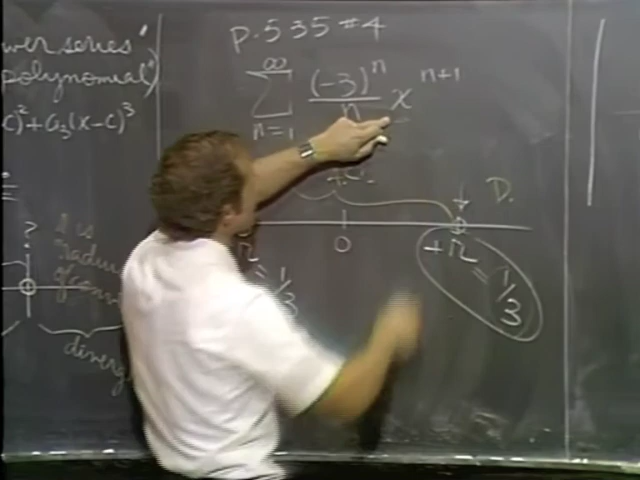 wer series"
polynomial)
c)² + a₃(x-c)³
p. 535 #4
∞
∑ (-3)ⁿ/n xⁿ⁺¹
n=1
D.
0
+r = 1/3
= 1/3
?
r is
radius
of conv
diverg